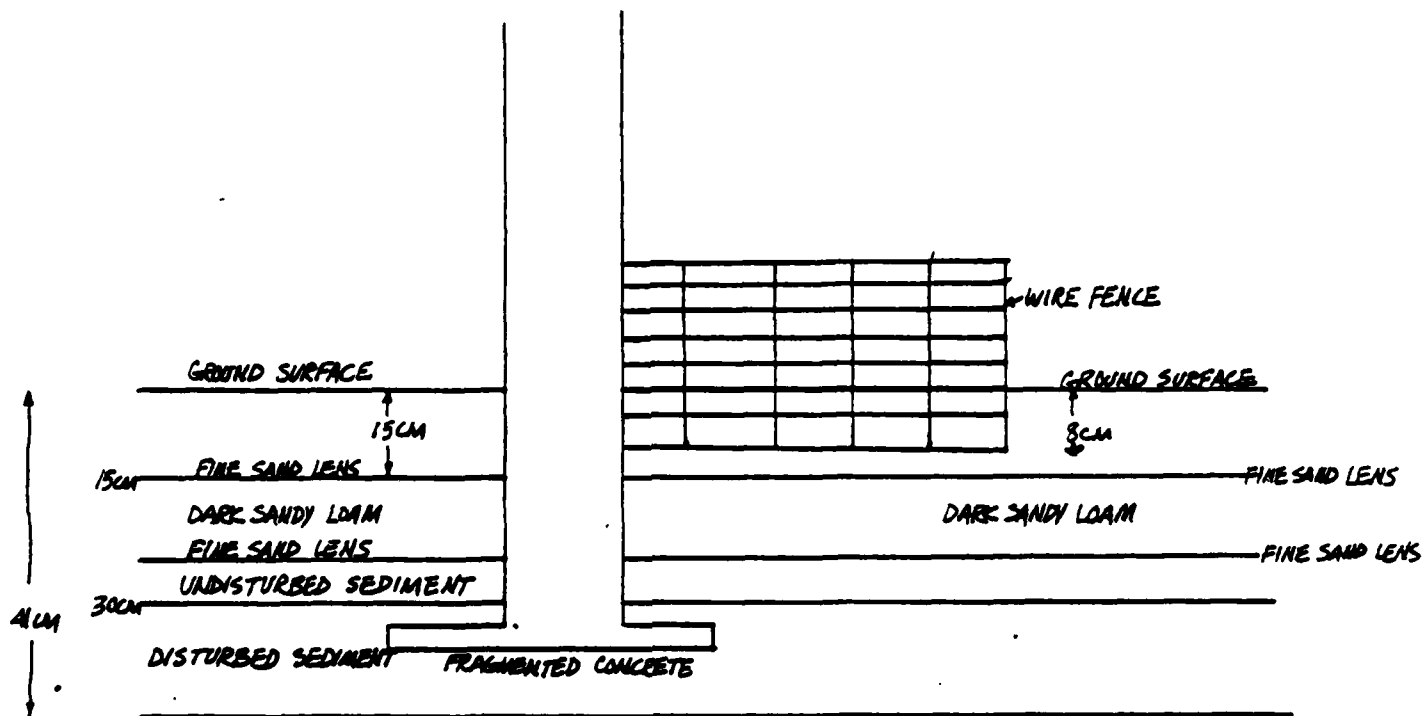 WIRE FENCE
GROUND SURFACE
GROUND SURFACE
15CM
8CM
15CM
FINE SAND LENS
FINE SAND LENS
DARK SANDY LOAM
DARK SANDY LOAM
FINE SAND LENS
FINE SAND LENS
UNDISTURBED SEDIMENT
30CM
41CM
DISTURBED SEDIMENT
FRAGMENTED CONCRETE